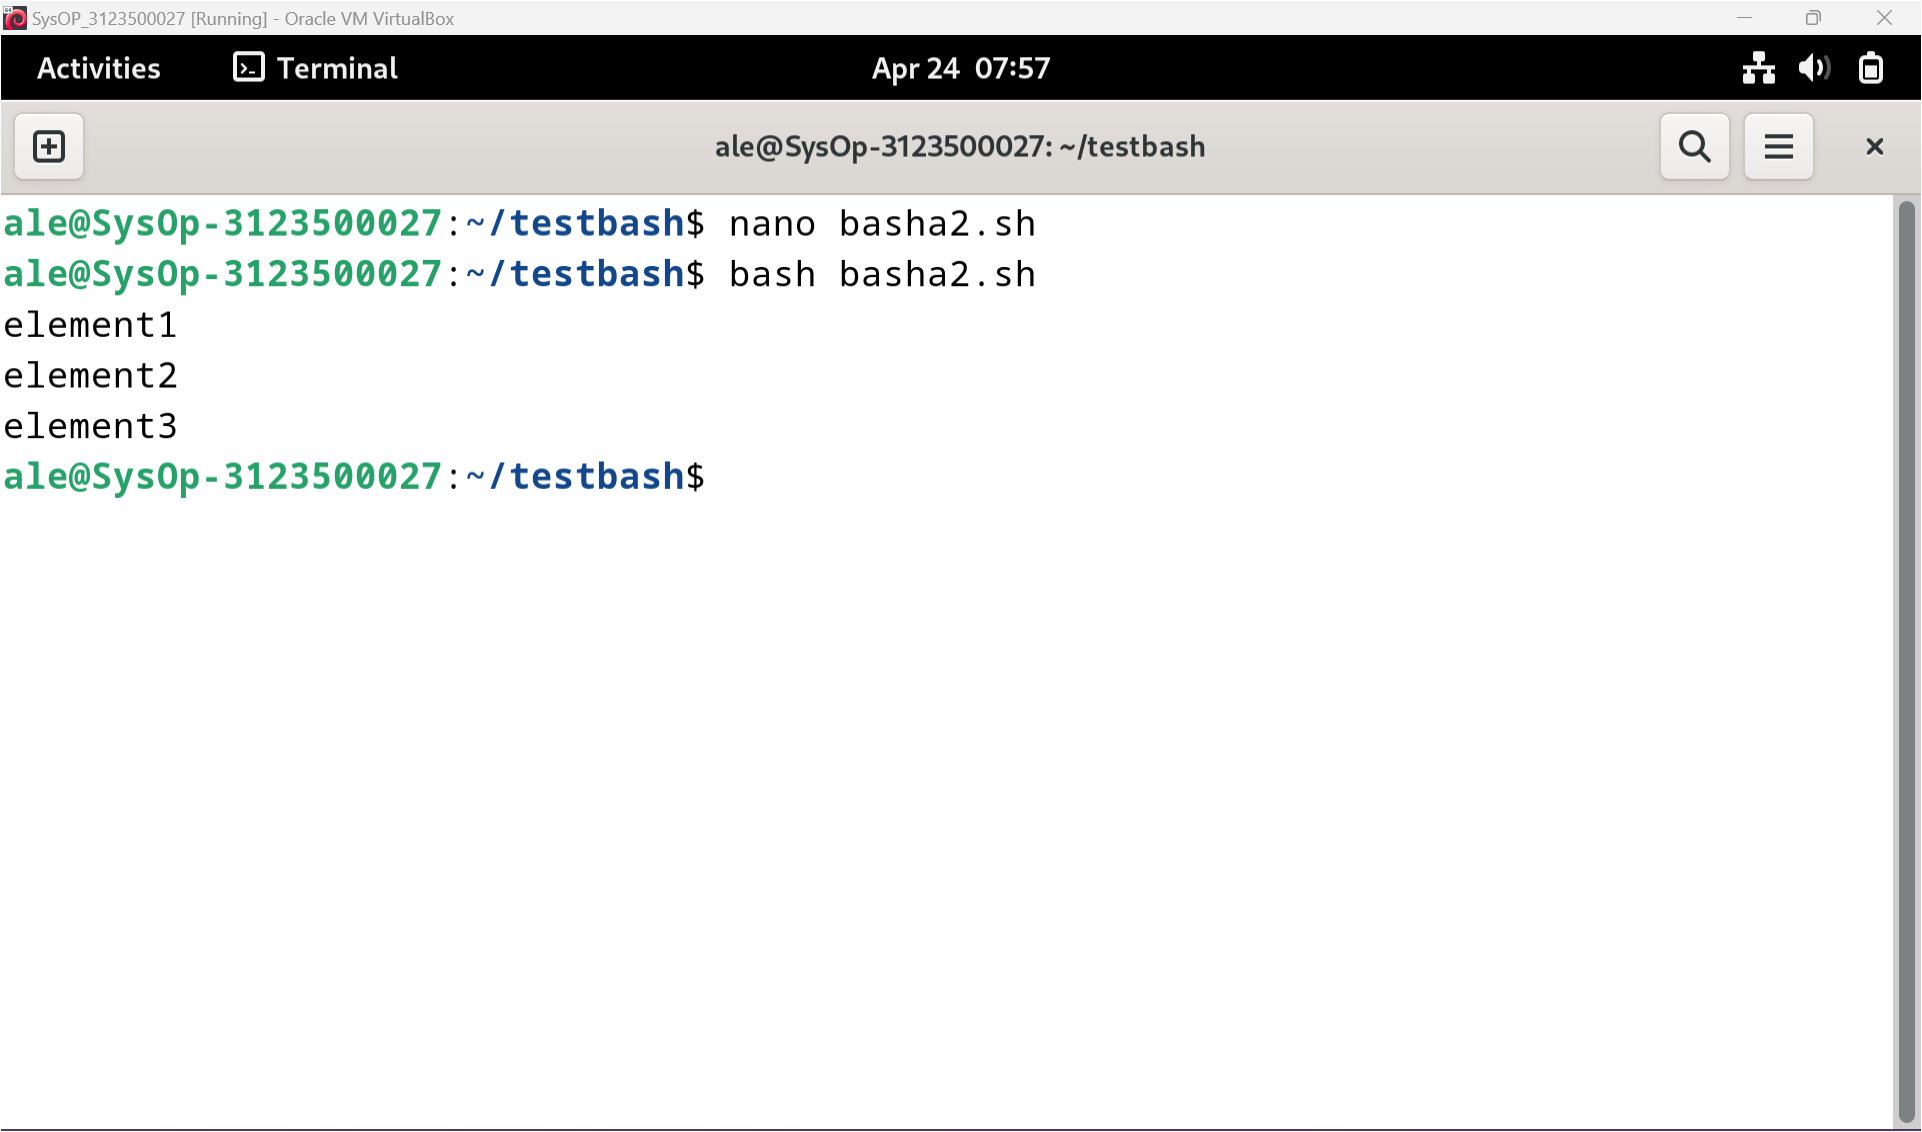 SysOP_3123500027 [Running] - Oracle VM VirtualBox
Activities Terminal Apr 24 07:57
ale@SysOp-3123500027: ~/testbash
ale@SysOp-3123500027:~/testbash$ nano basha2.sh
ale@SysOp-3123500027:~/testbash$ bash basha2.sh
element1
element2
element3
ale@SysOp-3123500027:~/testbash$